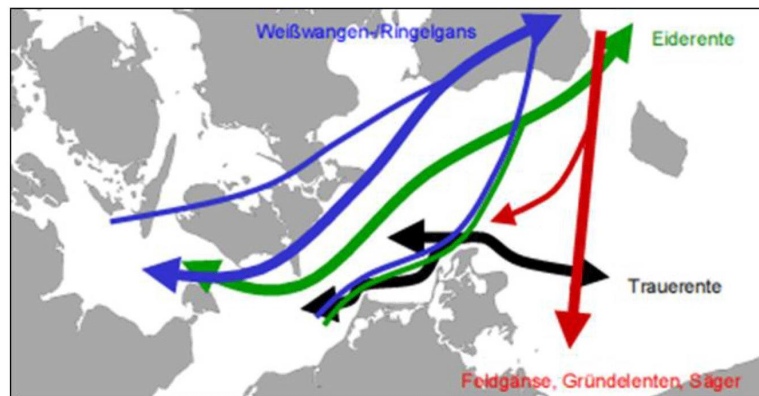 Weißwangen-/Ringelgans
Eiderente
Trauerente
Feldgänse, Gründelenten, Säger